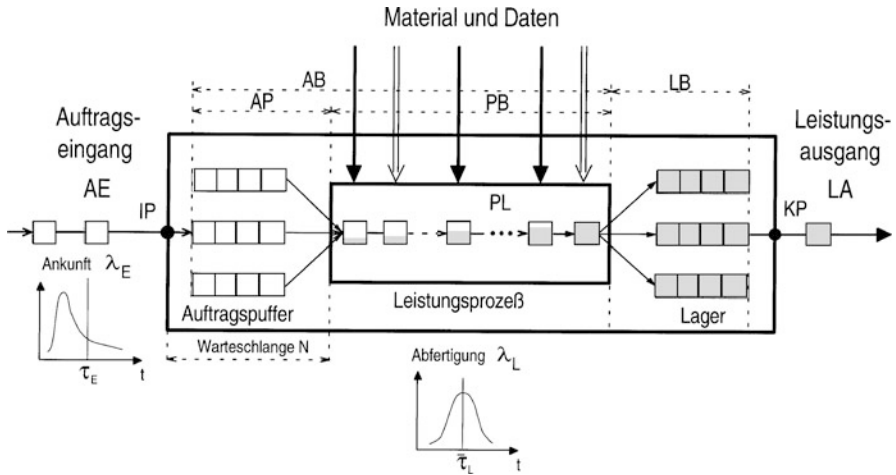 Material und Daten
AB
LB
AP
PB
Auftrags-
eingang
AE
Leistungs-
ausgang
LA
IP
PL
KP
Ankunft λE
Auftragspuffer
Leistungsprozeß
Lager
Warteschlange N
τE
t
Abfertigung λL
τ̄L
t